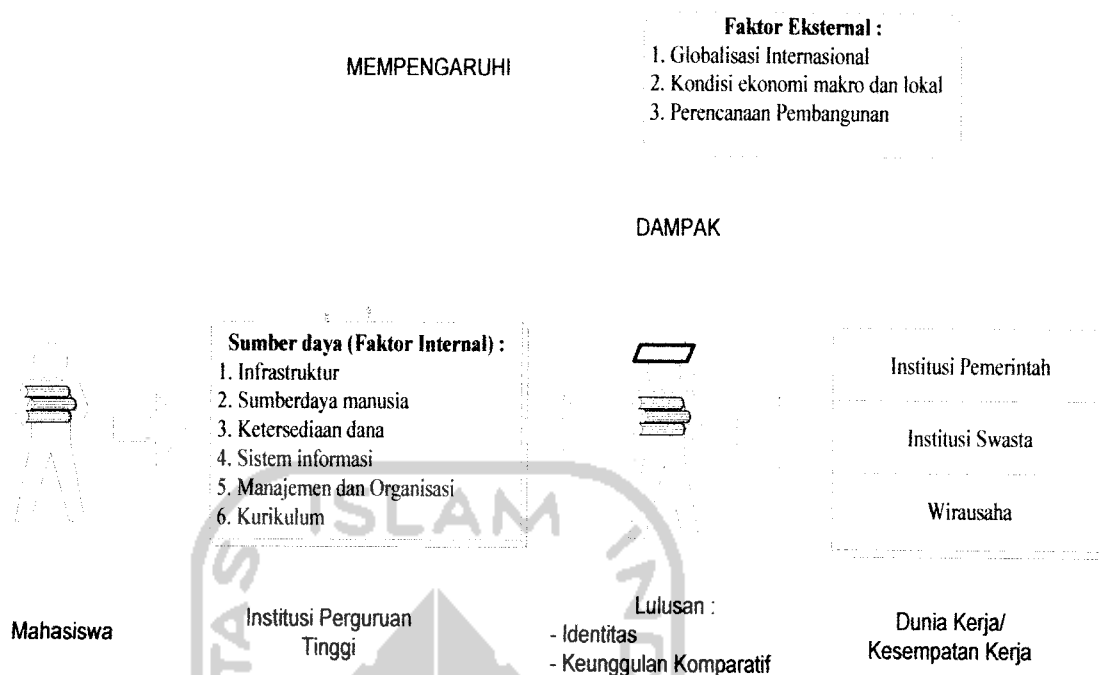 Faktor Eksternal :
1. Globalisasi Internasional
2. Kondisi ekonomi makro dan lokal
3. Perencanaan Pembangunan
MEMPENGARUHI
DAMPAK
Sumber daya (Faktor Internal) :
1. Infrastruktur
2. Sumberdaya manusia
3. Ketersediaan dana
4. Sistem informasi
5. Manajemen dan Organisasi
6. Kurikulum
Institusi Pemerintah
Institusi Swasta
Wirausaha
ISLAM
Mahasiswa
Institusi Perguruan
Tinggi
Lulusan :
- Identitas
- Keunggulan Komparatif
Dunia Kerja/
Kesempatan Kerja